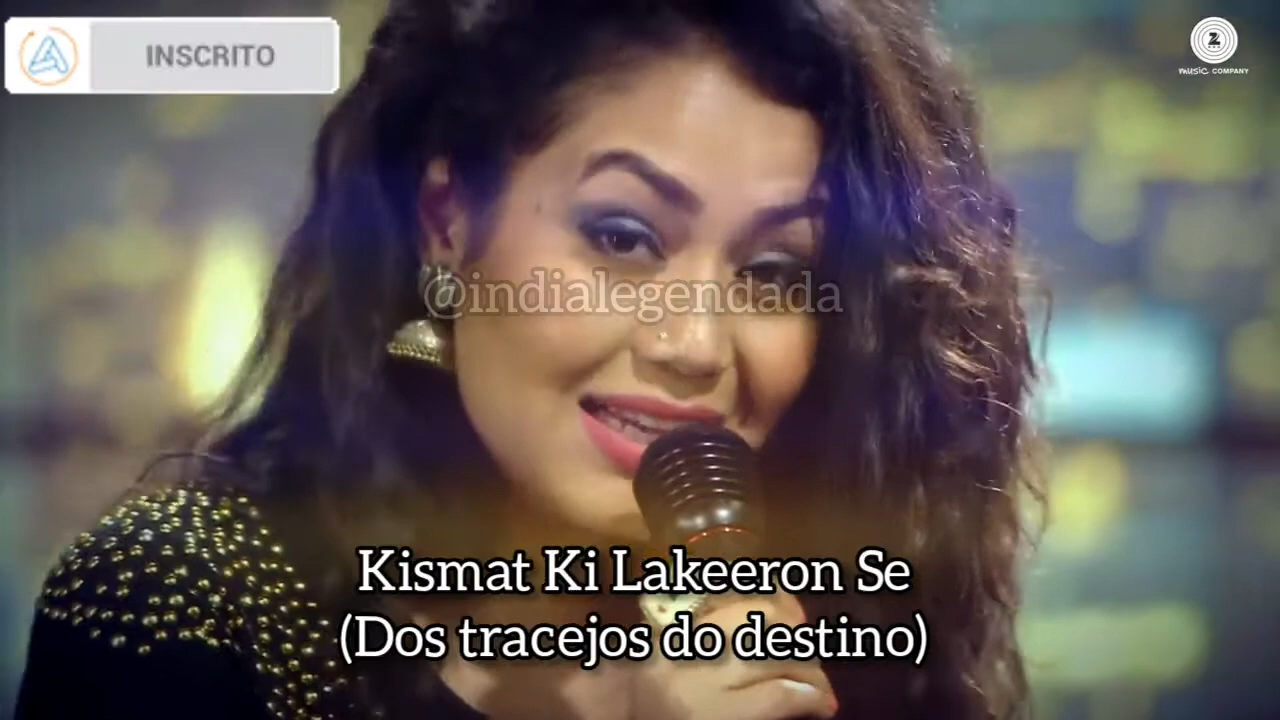 INSCRITO
music COMPANY
@indialegendada
Kismat Ki Lakeeron Se
(Dos tracejos do destino)